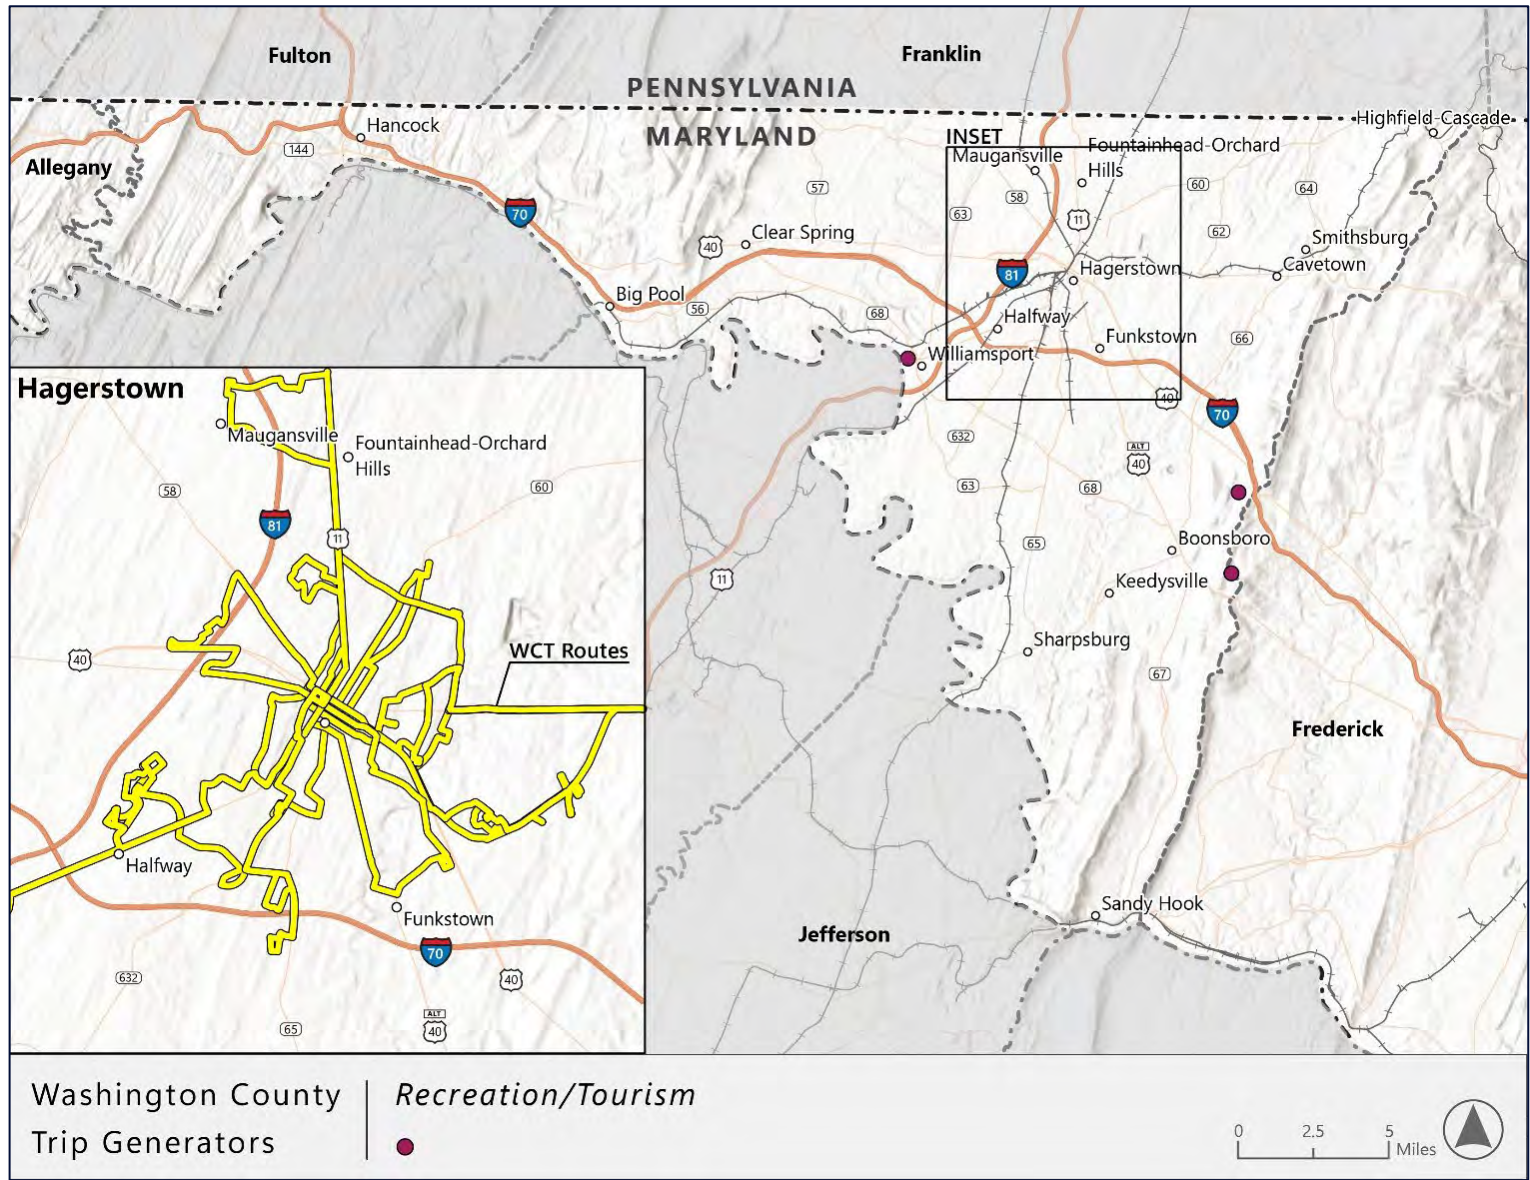 Fulton
Franklin
PENNSYLVANIA
MARYLAND
Hancock
144
Allegany
70
57
INSET
Maugansville
Fountainhead-Orchard
Hills
Highfield-Cascade
60
64
58
63
11
62
Smithsburg
Cavetown
40
Clear Spring
81
Hagerstown
Big Pool
56
68
Halfway
Funkstown
66
Williamsport
40
70
632
ALT
40
63
68
65
Boonsboro
Keedysville
11
Sharpsburg
67
Frederick
Sandy Hook
Jefferson
Hagerstown
Maugansville
Fountainhead-Orchard
Hills
58
60
81
11
40
WCT Routes
Halfway
Funkstown
70
632
40
65
ALT
40
Washington County
Trip Generators
Recreation/Tourism
0 2.5 5
Miles